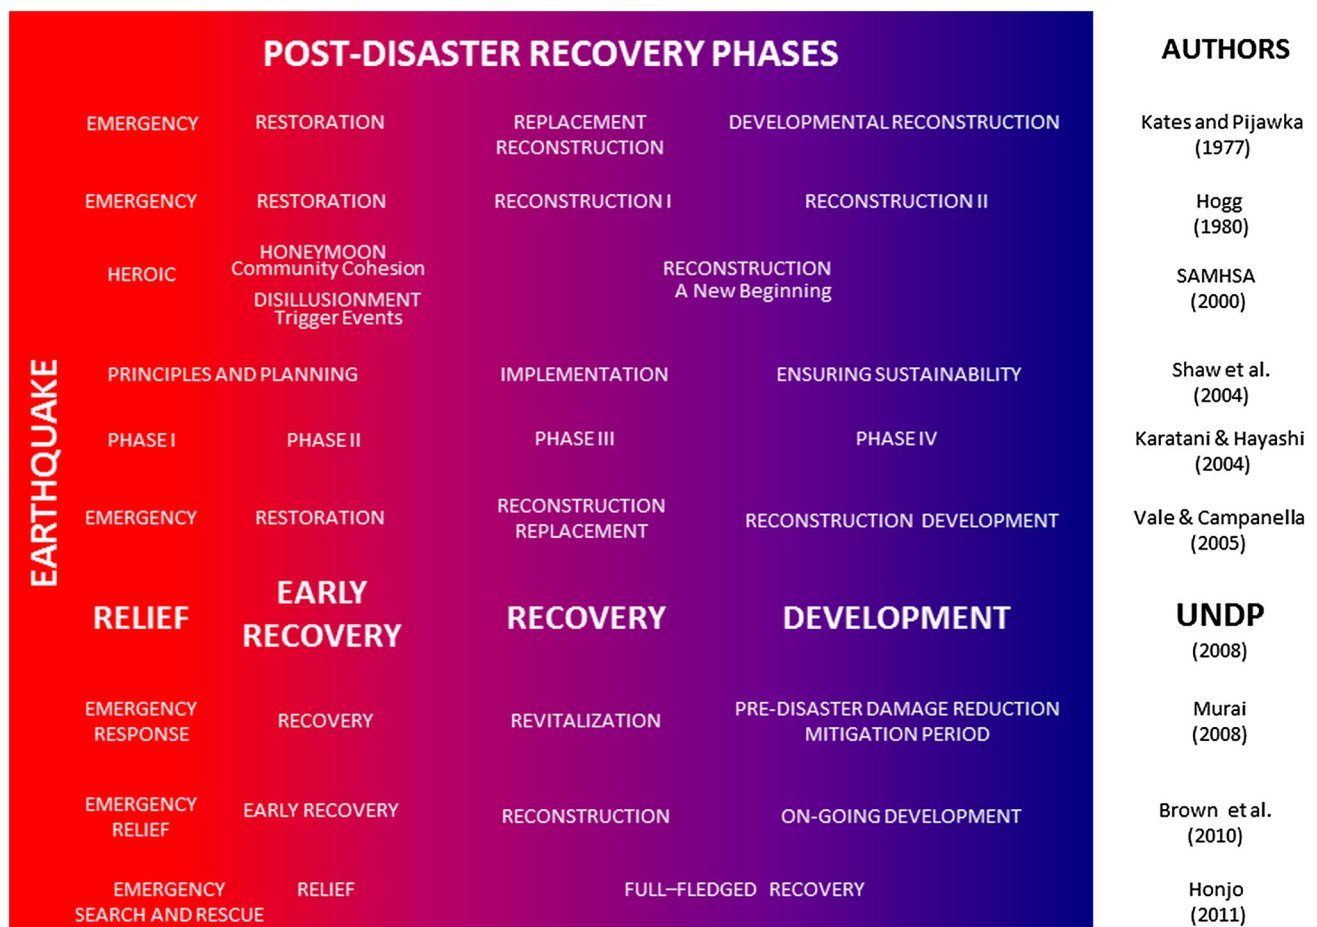 POST-DISASTER RECOVERY PHASES
AUTHORS
EARTHQUAKE
EMERGENCY RESTORATION REPLACEMENT DEVELOPMENTAL RECONSTRUCTION Kates and Pijawka
RECONSTRUCTION (1977)
EMERGENCY RESTORATION RECONSTRUCTION I RECONSTRUCTION II Hogg
(1980)
HONEYMOON
HEROIC Community Cohesion RECONSTRUCTION SAMHSA
A New Beginning
DISILLUSIONMENT (2000)
Trigger Events
PRINCIPLES AND PLANNING IMPLEMENTATION ENSURING SUSTAINABILITY Shaw et al.
(2004)
PHASE I PHASE II PHASE III PHASE IV Karatani & Hayashi
(2004)
EMERGENCY RESTORATION RECONSTRUCTION RECONSTRUCTION DEVELOPMENT Vale & Campanella
REPLACEMENT (2005)
RELIEF EARLY RECOVERY DEVELOPMENT UNDP
RECOVERY (2008)
EMERGENCY RECOVERY REVITALIZATION PRE-DISASTER DAMAGE REDUCTION Murai
RESPONSE MITIGATION PERIOD (2008)
EMERGENCY EARLY RECOVERY RECONSTRUCTION ON-GOING DEVELOPMENT Brown et al.
RELIEF (2010)
EMERGENCY RELIEF FULL–FLEDGED RECOVERY Honjo
SEARCH AND RESCUE (2011)